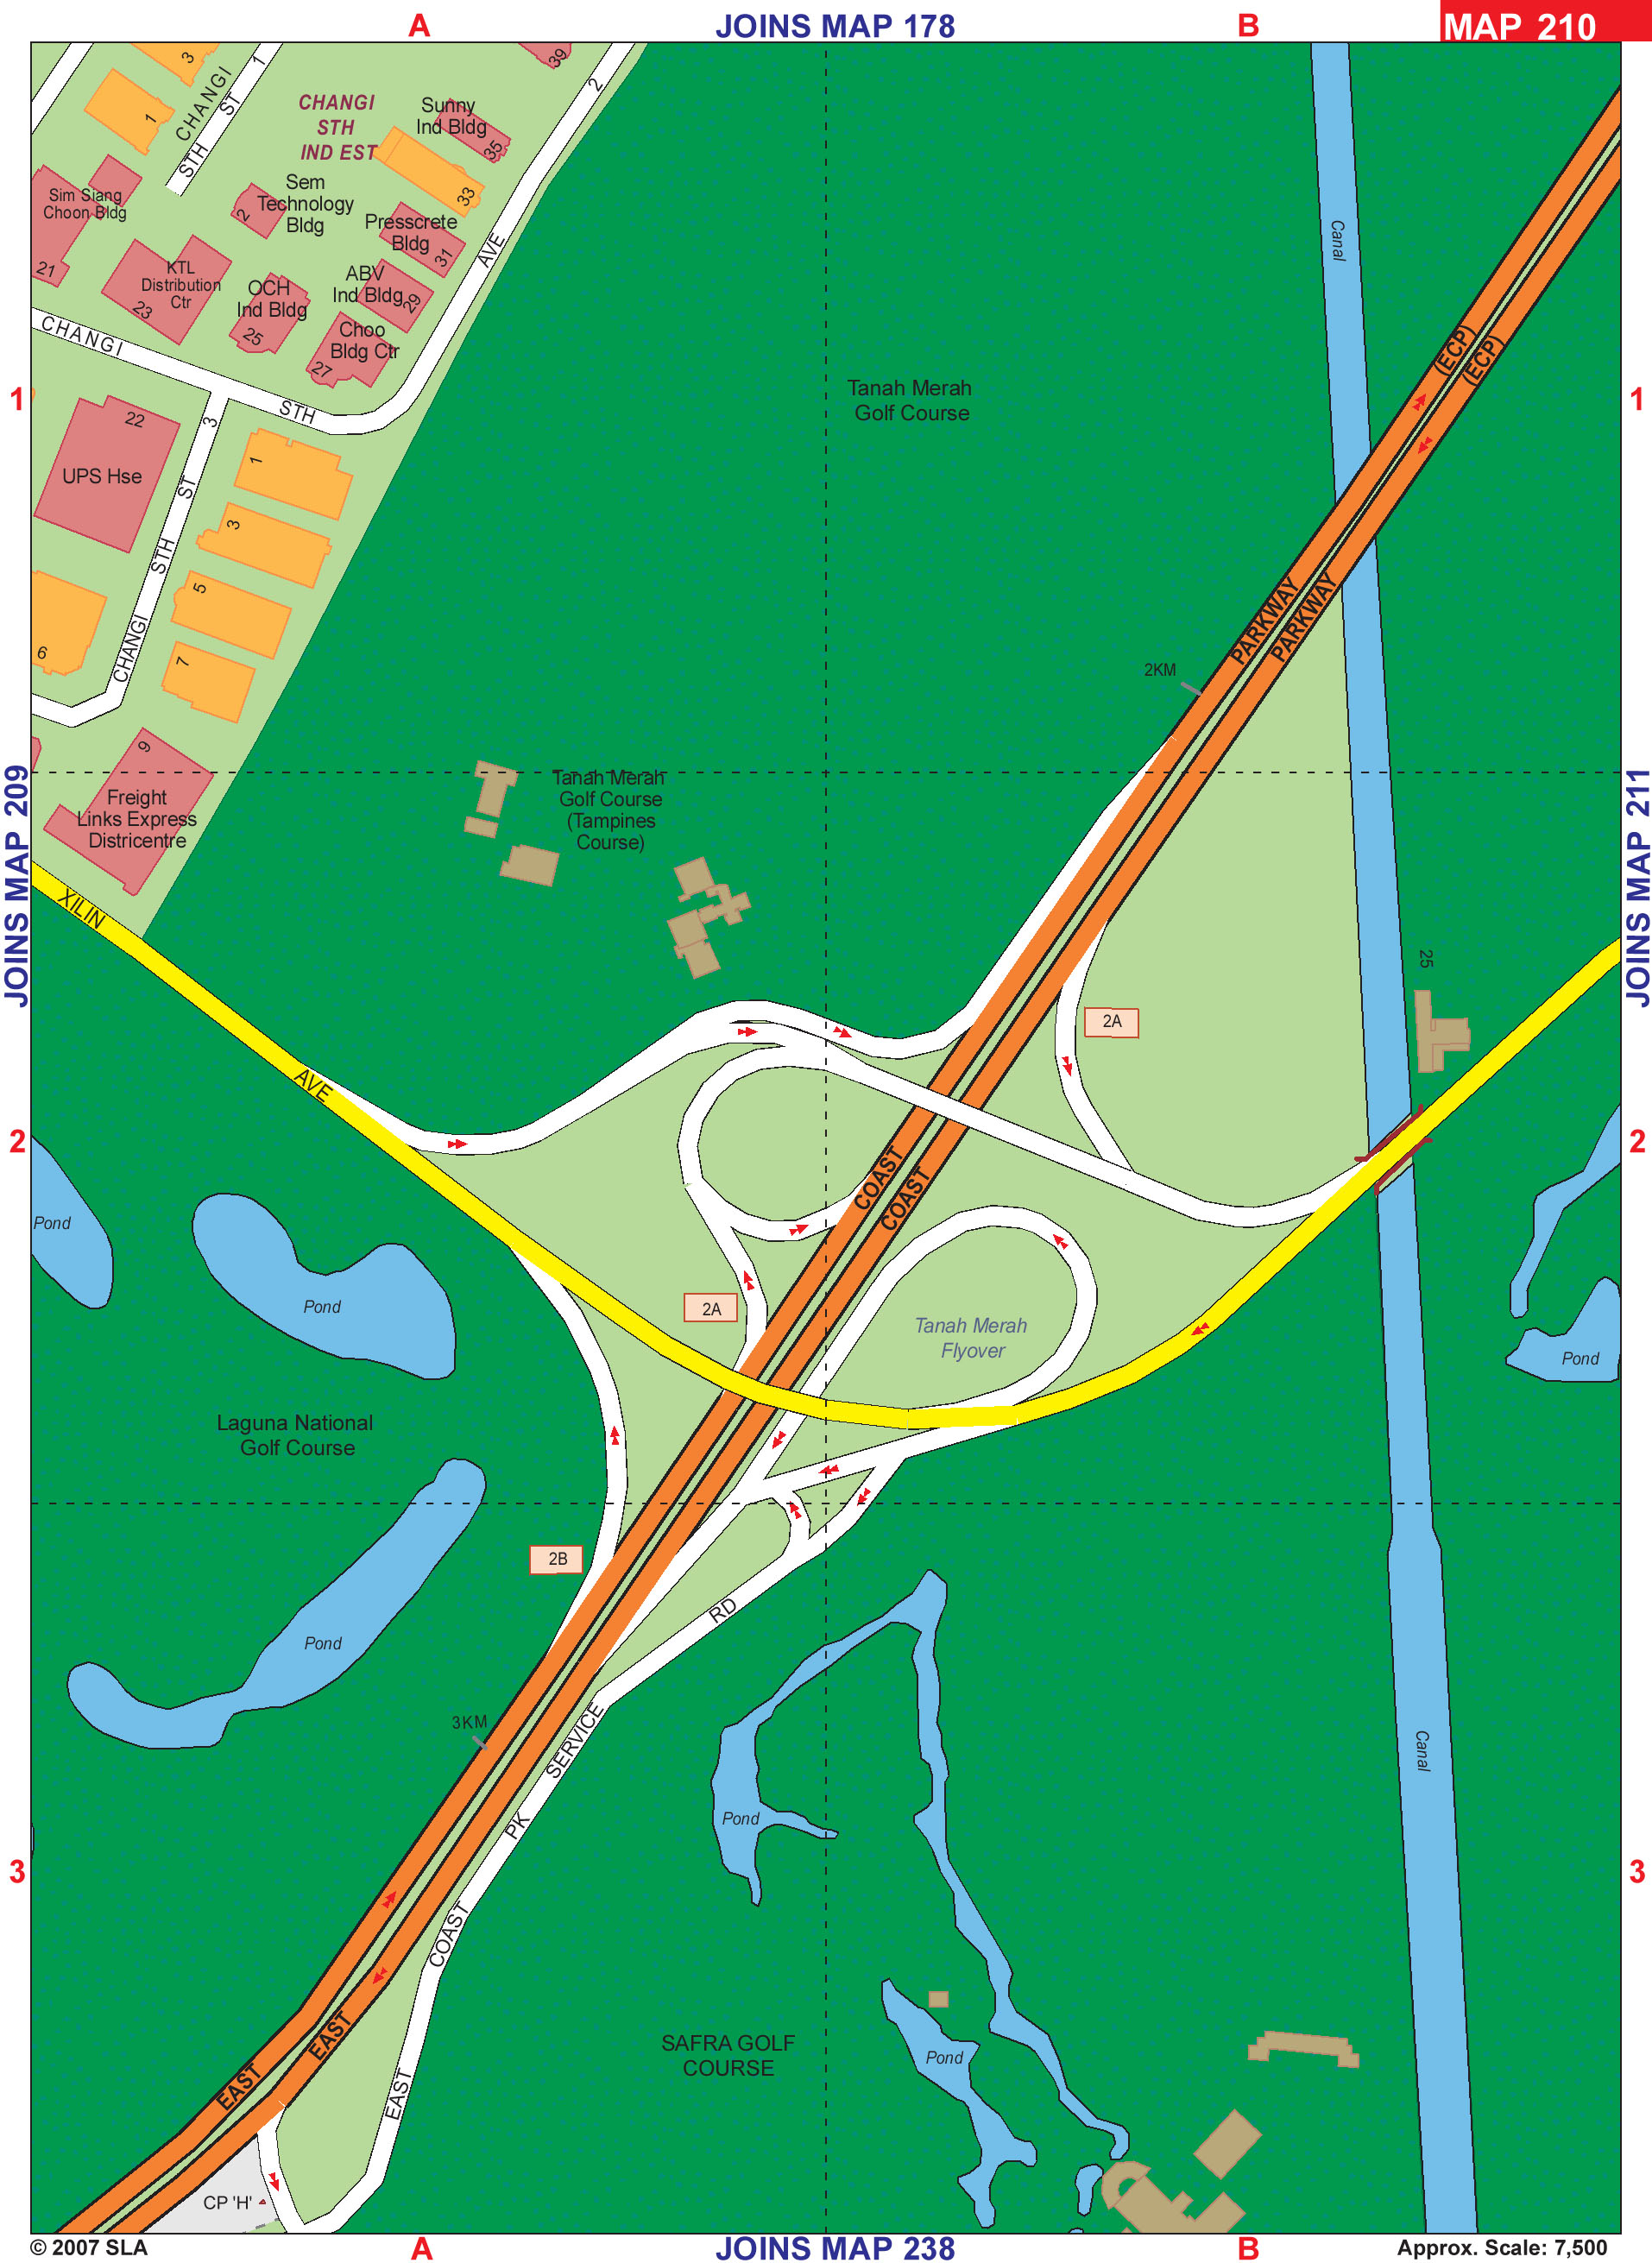 A
JOINS MAP 178
B
MAP 210
3
1
CHANGI
STH
ST
1
CHANGI
STH
IND EST
39
2
Sunny
Ind Bldg
35
33
Sim Siang
Choon Bldg
21
2
Sem
Technology
Bldg
Presscrete
Bldg
31
AVE
KTL
Distribution
Ctr
23
OCH
Ind Bldg
25
ABV
Ind Bldg
29
Choo
Bldg Ctr
27
CHANGI
STH
Canal
(ECP)
(ECP)
Tanah Merah
Golf Course
1
1
22
UPS Hse
3
ST
STH
CHANGI
1
3
5
7
6
PARKWAY
PARKWAY
2KM
9
Freight
Links Express
Districentre
Tanah Merah
Golf Course
(Tampines
Course)
JOINS MAP 209
JOINS MAP 211
XILIN
AVE
25
2A
2
2
COAST
COAST
Pond
Pond
2A
Tanah Merah
Flyover
Pond
Laguna National
Golf Course
2B
RD
Pond
3KM
SERVICE
PK
COAST
EAST
Canal
Pond
3
3
EAST
EAST
SAFRA GOLF
COURSE
Pond
CP 'H'
© 2007 SLA
A
JOINS MAP 238
B
Approx. Scale: 7,500